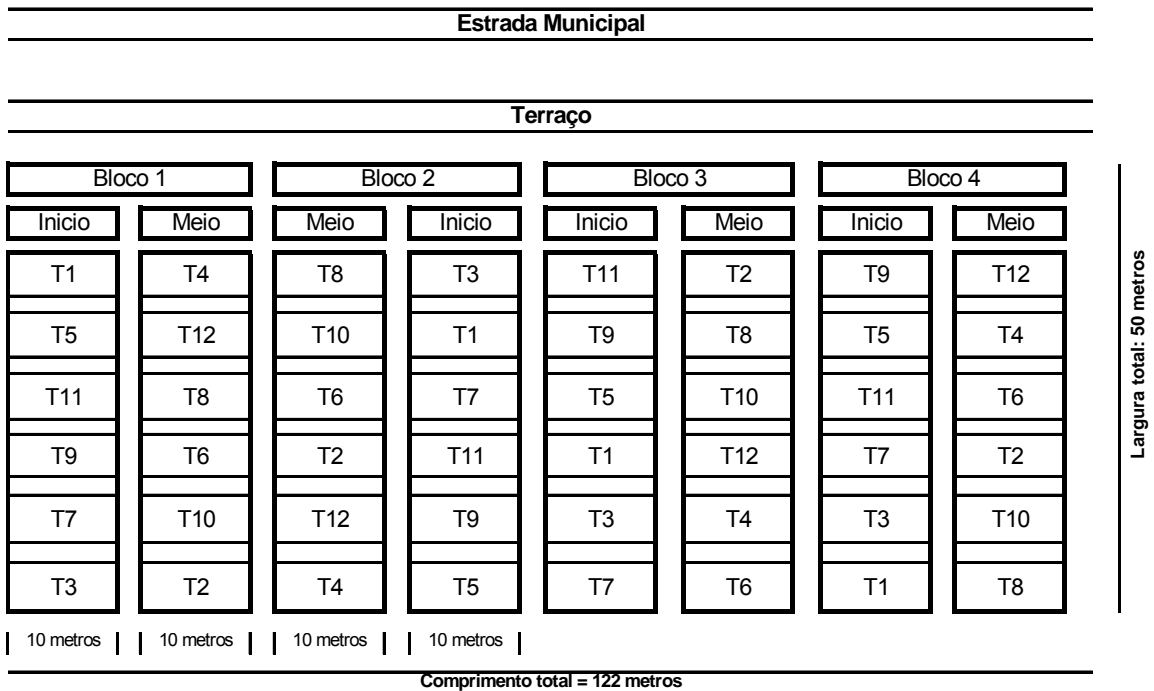 Estrada Municipal
Terraço
Bloco 1 Bloco 2 Bloco 3 Bloco 4
Inicio Meio Meio Inicio Inicio Meio Inicio Meio
T1 T4 T8 T3 T11 T2 T9 T12
T5 T12 T10 T1 T9 T8 T5 T4
T11 T8 T6 T7 T5 T10 T11 T6
T9 T6 T2 T11 T1 T12 T7 T2
T7 T10 T12 T9 T3 T4 T3 T10
T3 T2 T4 T5 T7 T6 T1 T8
Largura total: 50 metros
10 metros 10 metros 10 metros 10 metros
Comprimento total = 122 metros